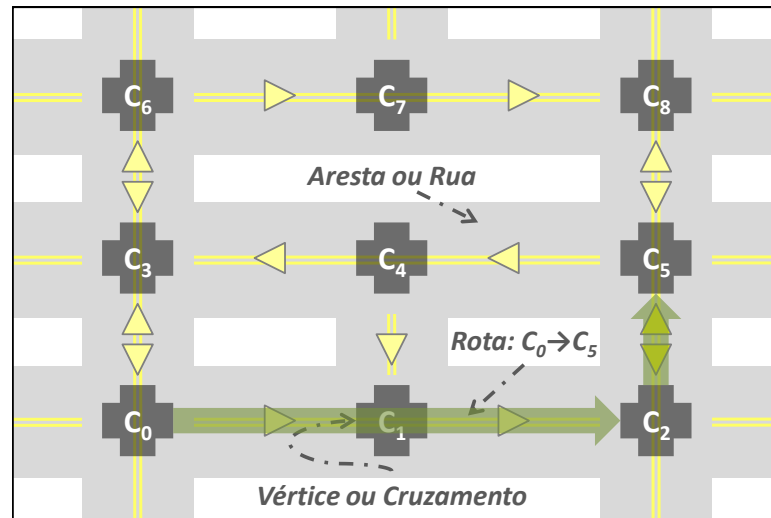 C₆ C₇ C₈
Aresta ou Rua
C₃ C₄ C₅
Rota: C₀→C₅
C₀ C₁ C₂
Vértice ou Cruzamento